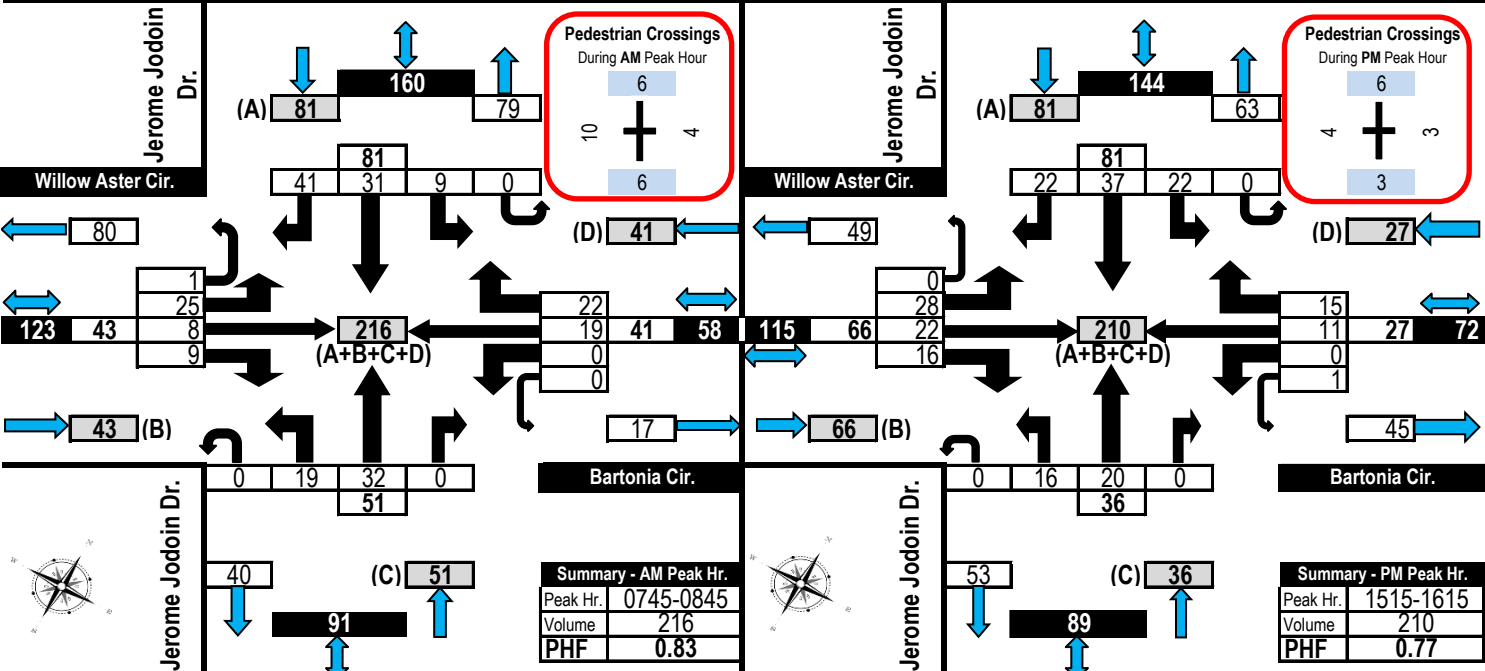 Jerome Jodoin
Dr.
Willow Aster Cir.
(A)
81
160
79
81
41 31 9 0
Pedestrian Crossings
During AM Peak Hour
6
10 4
6
80
(D) 41
1
25
123 43 8
9
216
(A+B+C+D)
22
19 41 58
0
0
43 (B)
17
0 19 32 0
51
Bartonia Cir.
Jerome Jodoin Dr.
40
91
(C) 51
Summary - AM Peak Hr.
Peak Hr. 0745-0845
Volume 216
PHF 0.83
Jerome Jodoin
Dr.
Willow Aster Cir.
(A)
81
144
63
81
22 37 22 0
Pedestrian Crossings
During PM Peak Hour
6
4 3
3
49
(D) 27
0
28
115 66 22
16
210
(A+B+C+D)
15
11 27 72
0
1
66 (B)
45
0 16 20 0
36
Bartonia Cir.
Jerome Jodoin Dr.
53
89
(C) 36
Summary - PM Peak Hr.
Peak Hr. 1515-1615
Volume 210
PHF 0.77